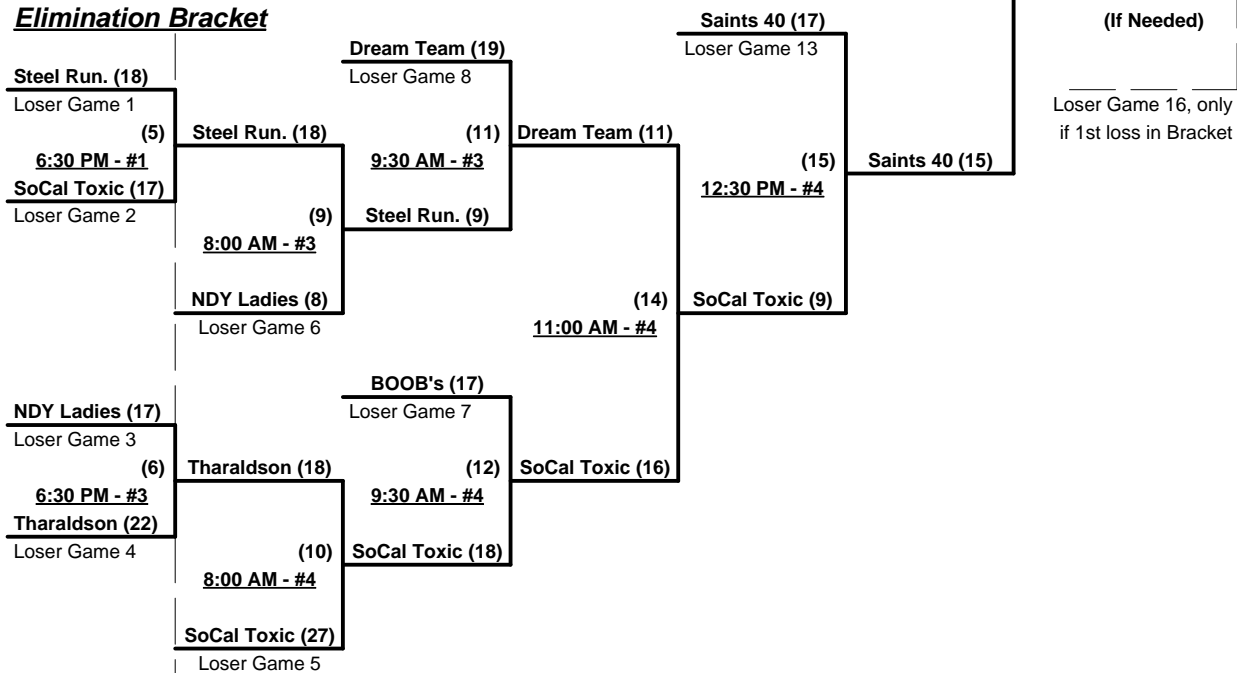 Elimination Bracket
Saints 40 (17)
(If Needed)
Loser Game 13
Dream Team (19)
Loser Game 8
Steel Run. (18)
Loser Game 1
Loser Game 16, only
if 1st loss in Bracket
(5)
6:30 PM - #1
Steel Run. (18)
(11)
9:30 AM - #3
Dream Team (11)
(15)
12:30 PM - #4
Saints 40 (15)
SoCal Toxic (17)
Loser Game 2
(9)
8:00 AM - #3
Steel Run. (9)
NDY Ladies (8)
Loser Game 6
(14)
11:00 AM - #4
SoCal Toxic (9)
BOOB's (17)
Loser Game 7
NDY Ladies (17)
Loser Game 3
(6)
6:30 PM - #3
Tharaldson (18)
(12)
9:30 AM - #4
SoCal Toxic (16)
Tharaldson (22)
Loser Game 4
(10)
8:00 AM - #4
SoCal Toxic (18)
SoCal Toxic (27)
Loser Game 5